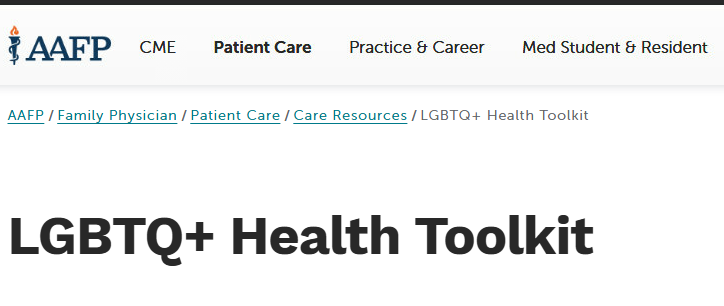 AAFP CME Patient Care Practice & Career Med Student & Resident
AAFP / Family Physician / Patient Care / Care Resources / LGBTQ+ Health Toolkit
LGBTQ+ Health Toolkit